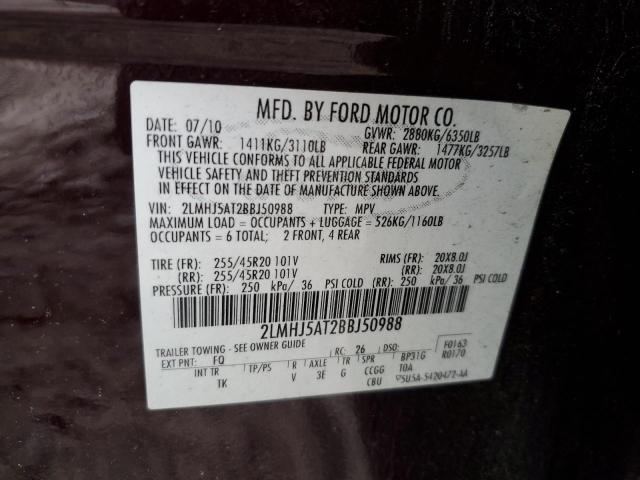 MFD. BY FORD MOTOR CO.
DATE: 07/10 GVWR: 2880KG/6350LB
FRONT GAWR: 1411KG/3110LB REAR GAWR: 1477KG/3257LB
THIS VEHICLE CONFORMS TO ALL APPLICABLE FEDERAL MOTOR
VEHICLE SAFETY AND THEFT PREVENTION STANDARDS
IN EFFECT ON THE DATE OF MANUFACTURE SHOWN ABOVE.
VIN: 2LMHJ5AT2BBJ50988 TYPE: MPV
MAXIMUM LOAD = OCCUPANTS + LUGGAGE = 526KG/1160LB
OCCUPANTS = 6 TOTAL; 2 FRONT, 4 REAR
TIRE (FR): 255/45R20 101V RIMS (FR): 20X8.0J
(RR): 255/45R20 101V (RR): 20X8.0J
PRESSURE (FR): 250 kPa/ 36 PSI COLD (RR): 250 kPa/ 36 PSI COLD
2LMHJ5AT2BBJ50988
TRAILER TOWING - SEE OWNER GUIDE F0163
EXT PNT: FQ RC: 26 DSO: R0170
INT TR TP/PS R AXLE TR SPR BP31G
TK V 3E G CCGG T0A
CBU 5U5A-5420472-AA